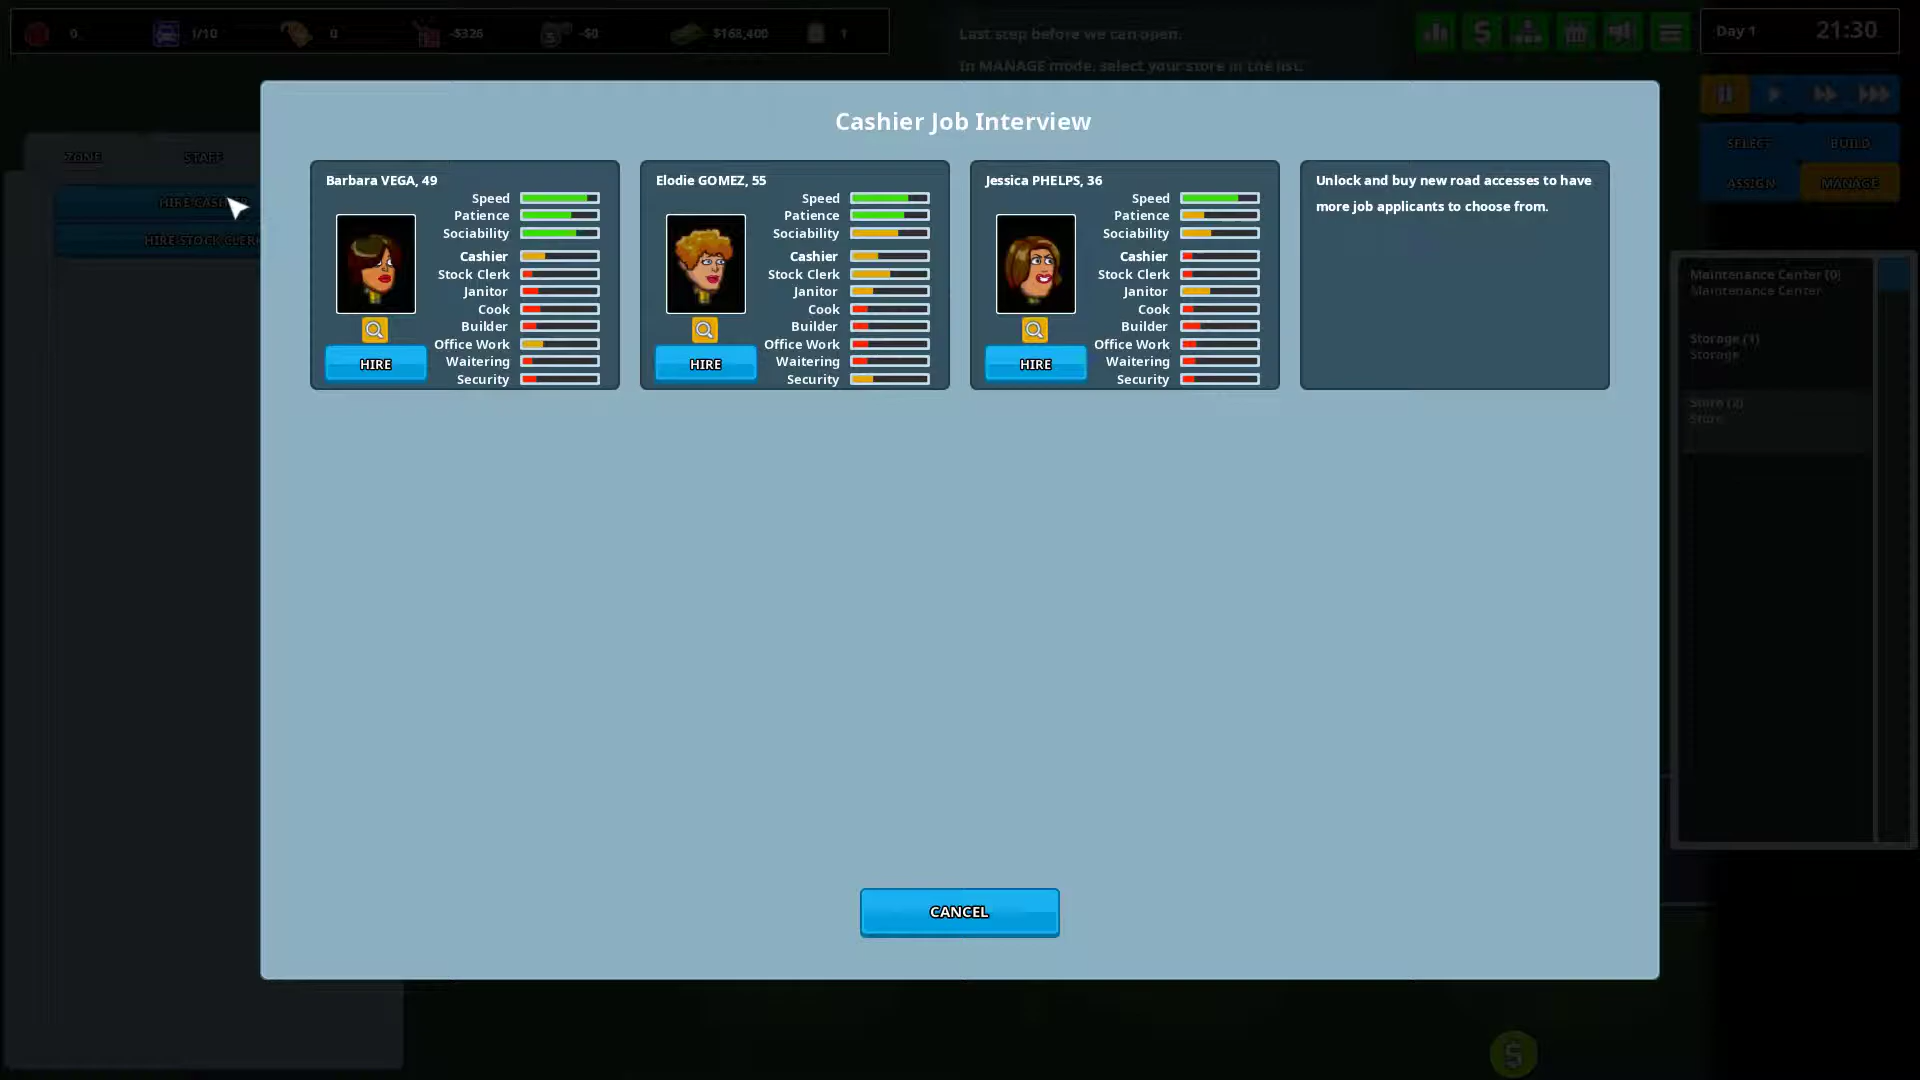 0
1/10
0
-$326
-$0
$168,400
1
Last step before we can open.
In MANAGE mode, select your store in the list.
Day 1
21:30
SELECT
BUILD
ASSIGN
MANAGE
ZONE
STAFF
HIRE STOCK CLERK
Cashier Job Interview
Barbara VEGA, 49
Speed
Patience
Sociability
Cashier
Stock Clerk
Janitor
Cook
Builder
Office Work
Waitering
Security
HIRE
Elodie GOMEZ, 55
Speed
Patience
Sociability
Cashier
Stock Clerk
Janitor
Cook
Builder
Office Work
Waitering
Security
HIRE
Jessica PHELPS, 36
Speed
Patience
Sociability
Cashier
Stock Clerk
Janitor
Cook
Builder
Office Work
Waitering
Security
HIRE
Unlock and buy new road accesses to have
more job applicants to choose from.
Maintenance Center (0)
Maintenance Center
Storage (1)
Storage
Store (2)
Store
CANCEL